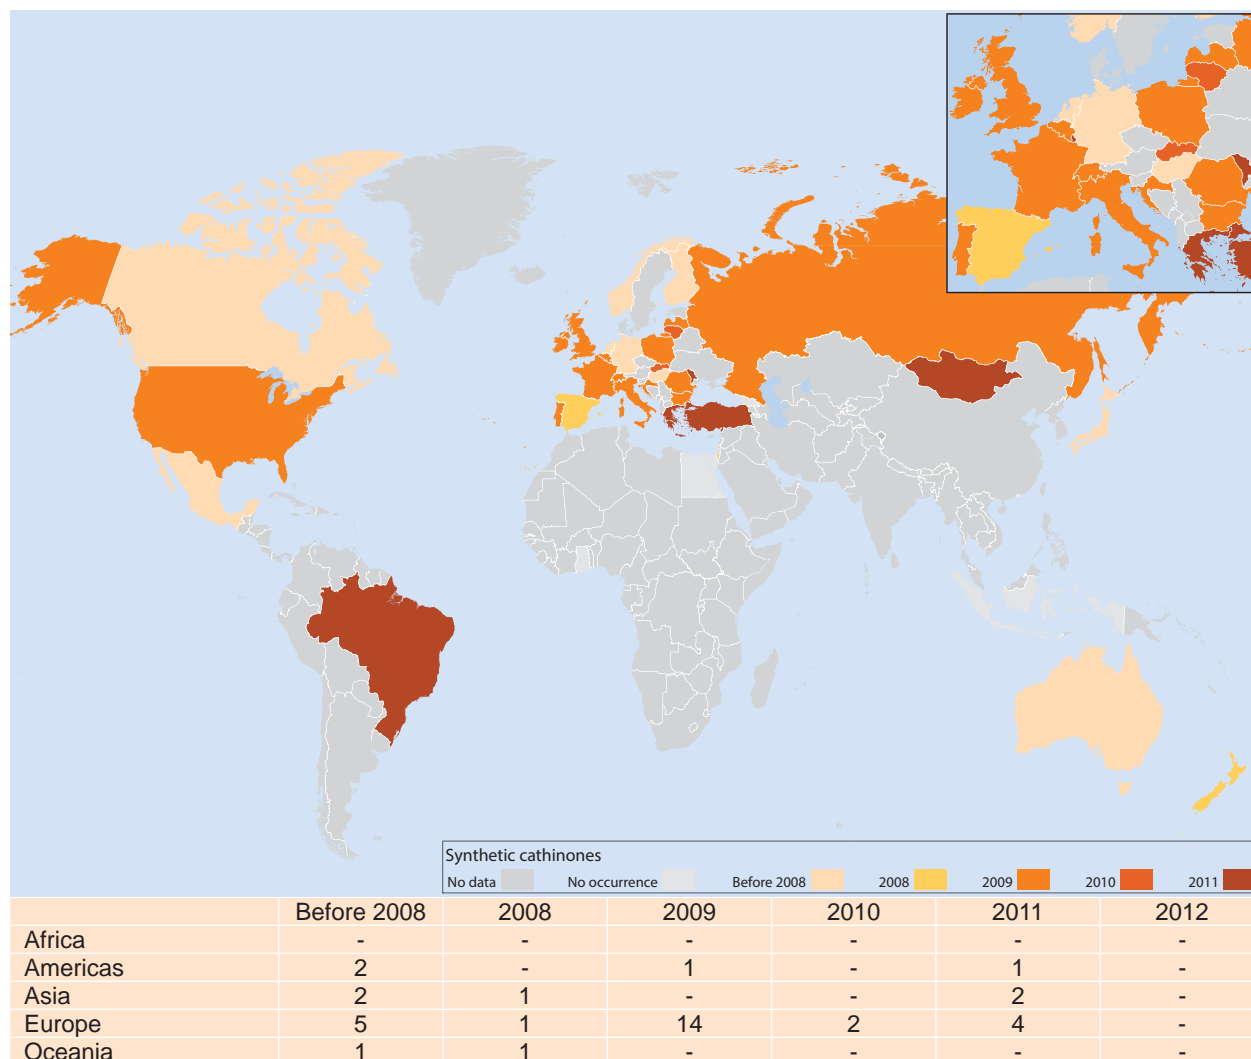 Synthetic cathinones
No data No occurrence Before 2008 2008 2009 2010 2011
Before 2008 2008 2009 2010 2011 2012
Africa - - - - - -
Americas 2 - 1 - 1 -
Asia 2 1 - - 2 -
Europe 5 1 14 2 4 -
Oceania 1 1 - - - -